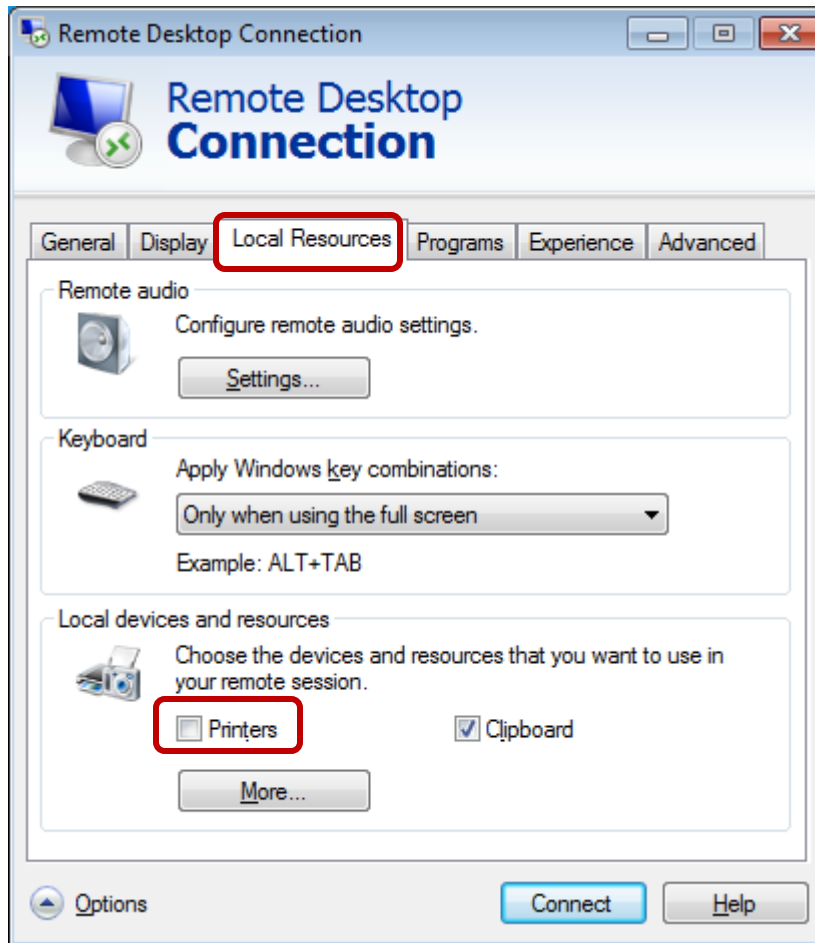 Remote Desktop Connection
Remote Desktop
Connection
General Display Local Resources Programs Experience Advanced
Remote audio
Configure remote audio settings.
Settings...
Keyboard
Apply Windows key combinations:
Only when using the full screen
Example: ALT+TAB
Local devices and resources
Choose the devices and resources that you want to use in
your remote session.
Printers Clipboard
More...
Options Connect Help